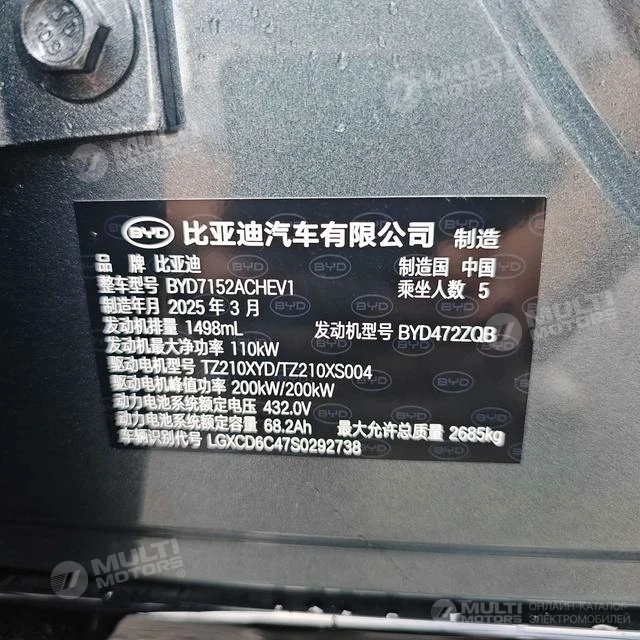 BYD 比亚迪汽车有限公司 制造
品 牌 比亚迪 制造国 中国
整车型号 BYD7152ACHEV1 乘坐人数 5
制造年月 2025 年 3 月
发动机排量 1498mL 发动机型号 BYD472ZQB
发动机最大净功率 110kW
驱动电机型号 TZ210XYD/TZ210XS004
驱动电机峰值功率 200kW/200kW
动力电池系统额定电压 432.0V
动力电池系统额定容量 68.2Ah 最大允许总质量 2685kg
车辆识别代号 LGXCD6C47S0292738
MULTI MOTORS
MULTI MOTORS ОНЛАЙН-КАТАЛОГ ЭЛЕКТРОМОБИЛЕЙ